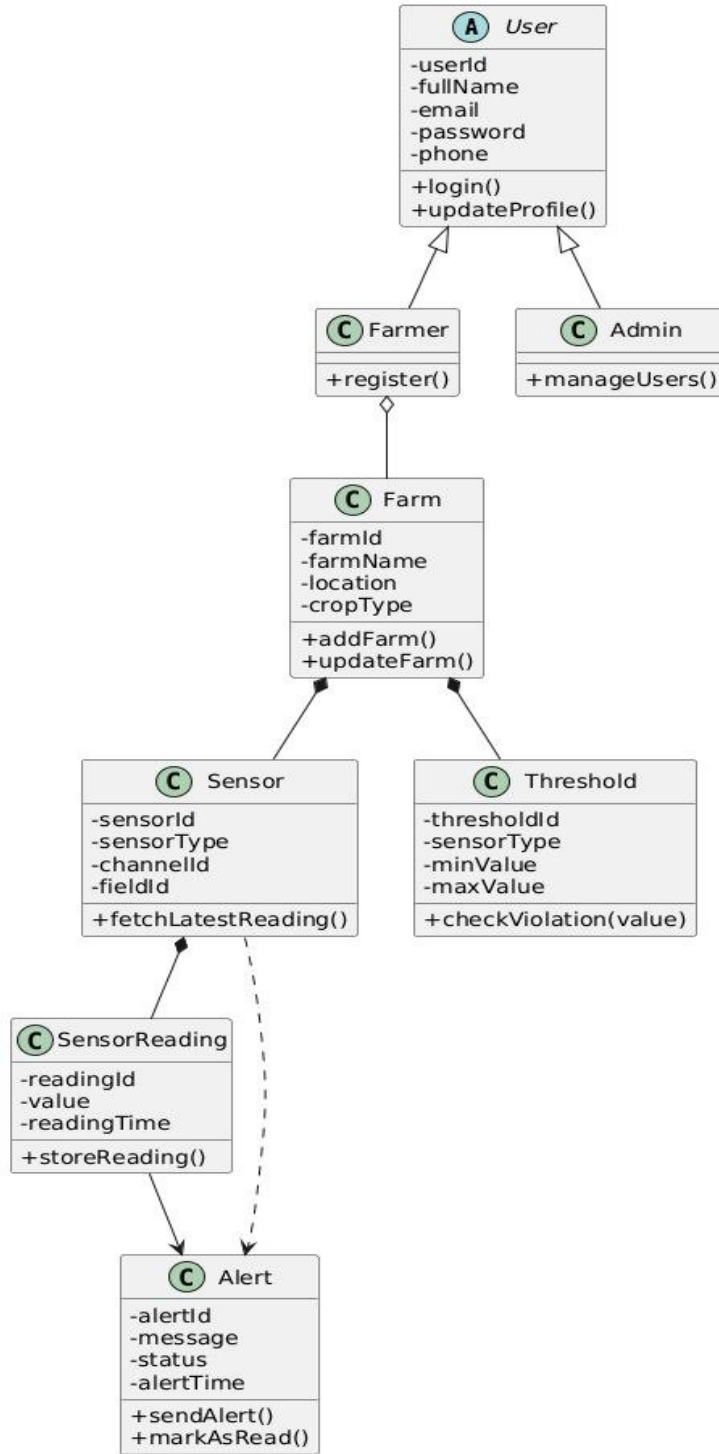 A User
-userId
-fullName
-email
-password
-phone
+login()
+updateProfile()
C Farmer
+register()
C Admin
+manageUsers()
C Farm
-farmId
-farmName
-location
-cropType
+addFarm()
+updateFarm()
C Sensor
-sensorId
-sensorType
-channelId
-fieldId
+fetchLatestReading()
C Threshold
-thresholdId
-sensorType
-minValue
-maxValue
+checkViolation(value)
C SensorReading
-readingId
-value
-readingTime
+storeReading()
C Alert
-alertId
-message
-status
-alertTime
+sendAlert()
+markAsRead()